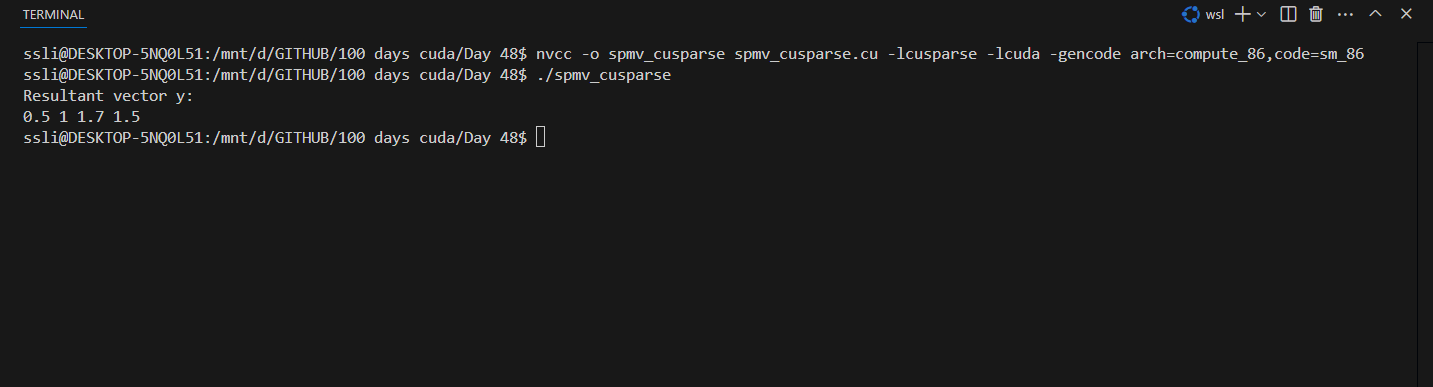 TERMINAL
wsl
ssli@DESKTOP-5NQ0L51:/mnt/d/GITHUB/100 days cuda/Day 48$ nvcc -o spmv_cusparse spmv_cusparse.cu -lcusparse -lcuda -gencode arch=compute_86,code=sm_86
ssli@DESKTOP-5NQ0L51:/mnt/d/GITHUB/100 days cuda/Day 48$ ./spmv_cusparse
Resultant vector y:
0.5 1 1.7 1.5
ssli@DESKTOP-5NQ0L51:/mnt/d/GITHUB/100 days cuda/Day 48$